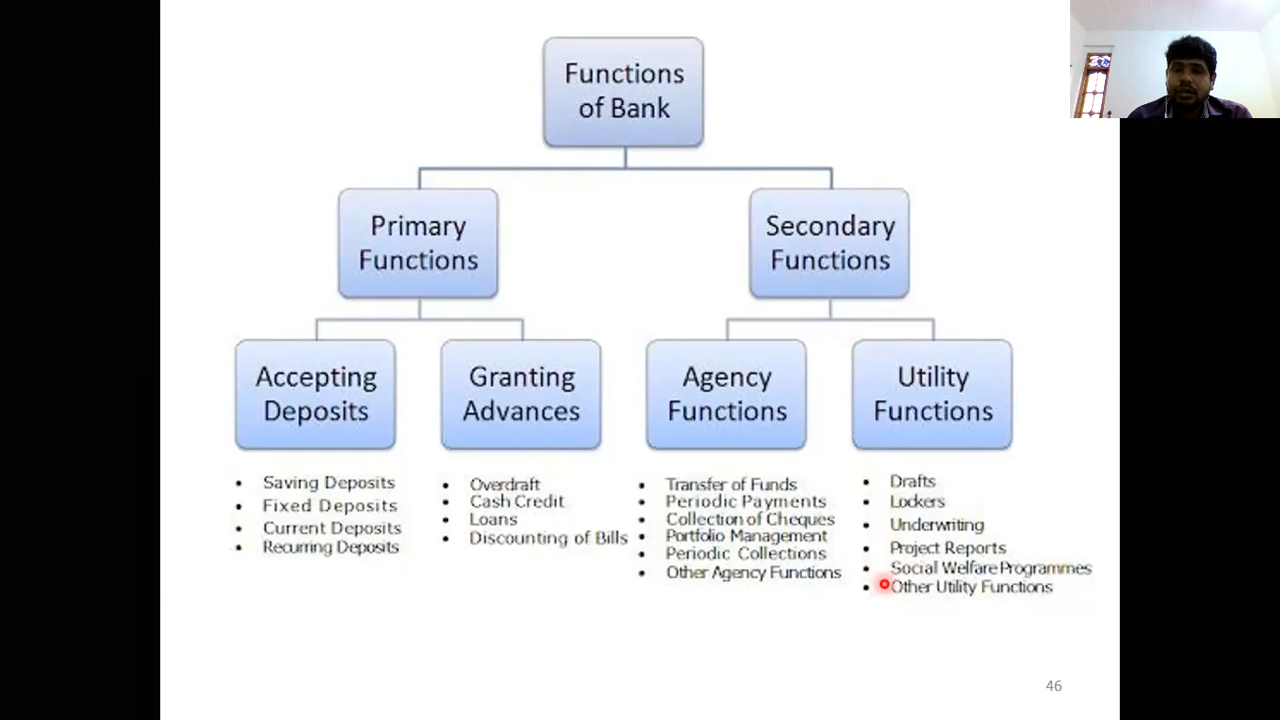 Functions
of Bank
Primary
Functions
Secondary
Functions
Accepting
Deposits
Granting
Advances
Agency
Functions
Utility
Functions
• Saving Deposits
• Fixed Deposits
• Current Deposits
• Recurring Deposits
• Overdraft
• Cash Credit
• Loans
• Discounting of Bills
• Transfer of Funds
• Periodic Payments
• Collection of Cheques
• Portfolio Management
• Periodic Collections
• Other Agency Functions
• Drafts
• Lockers
• Underwriting
• Project Reports
• Social Welfare Programmes
• Other Utility Functions
46